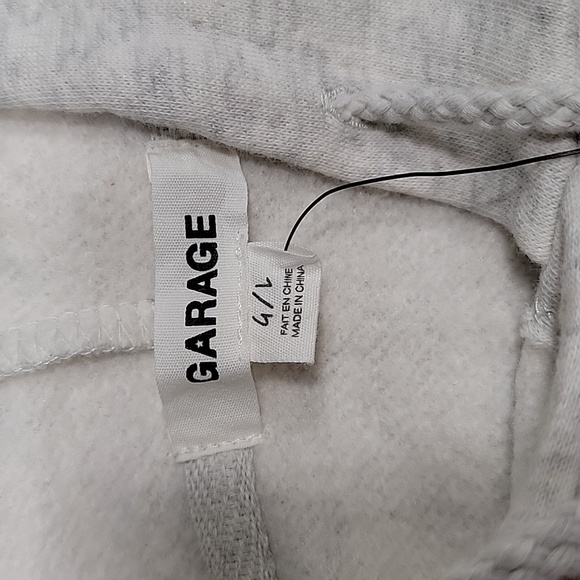 GARAGE
G/L
FAIT EN CHINE
MADE IN CHINA